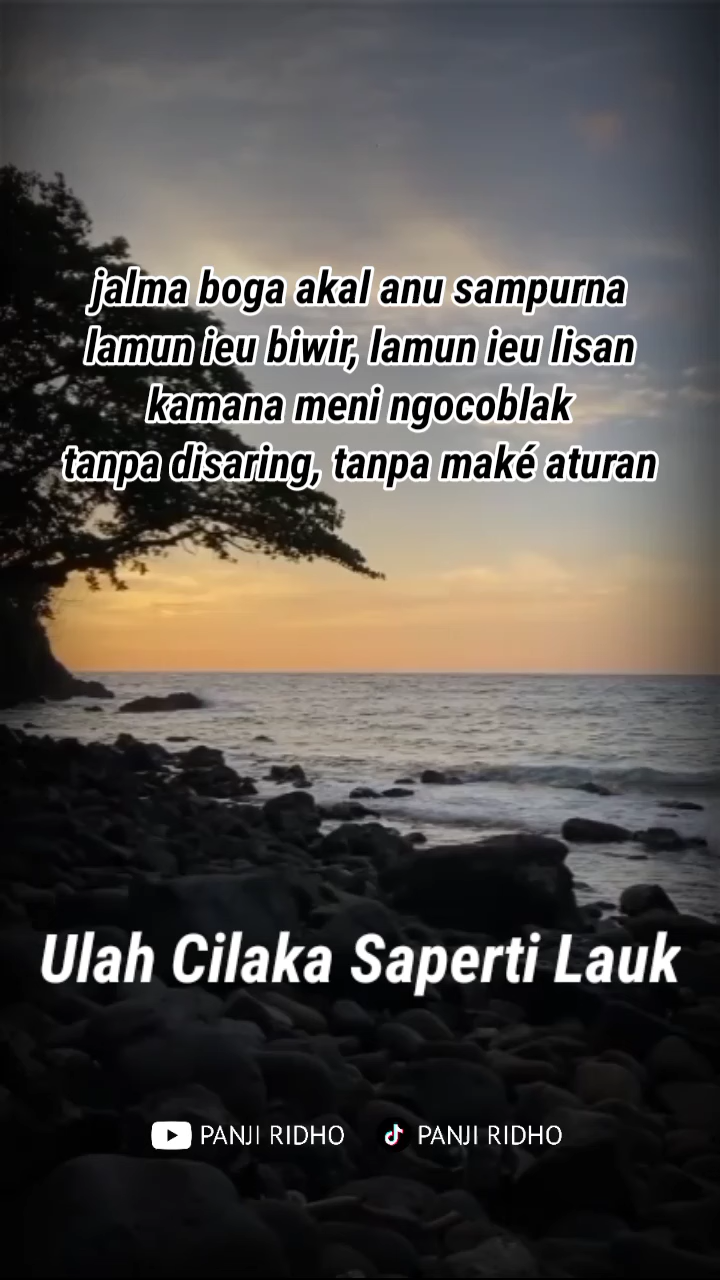 jalma boga akal anu sampurna
lamun ieu biwir, lamun ieu lisan
kamana meni ngocoblak
tanpa disaring, tanpa maké aturan
Ulah Cilaka Saperti Lauk
PANJI RIDHO PANJI RIDHO